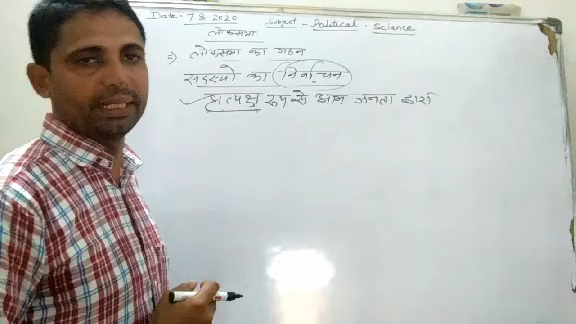 Date - 7 8 2020 Subject - Political - Science
लोकसभा
⇒) लोकसभा का गठन
सदस्यो का निर्वाचन
✓ प्रत्यक्ष रूप से आम जनता द्वारा